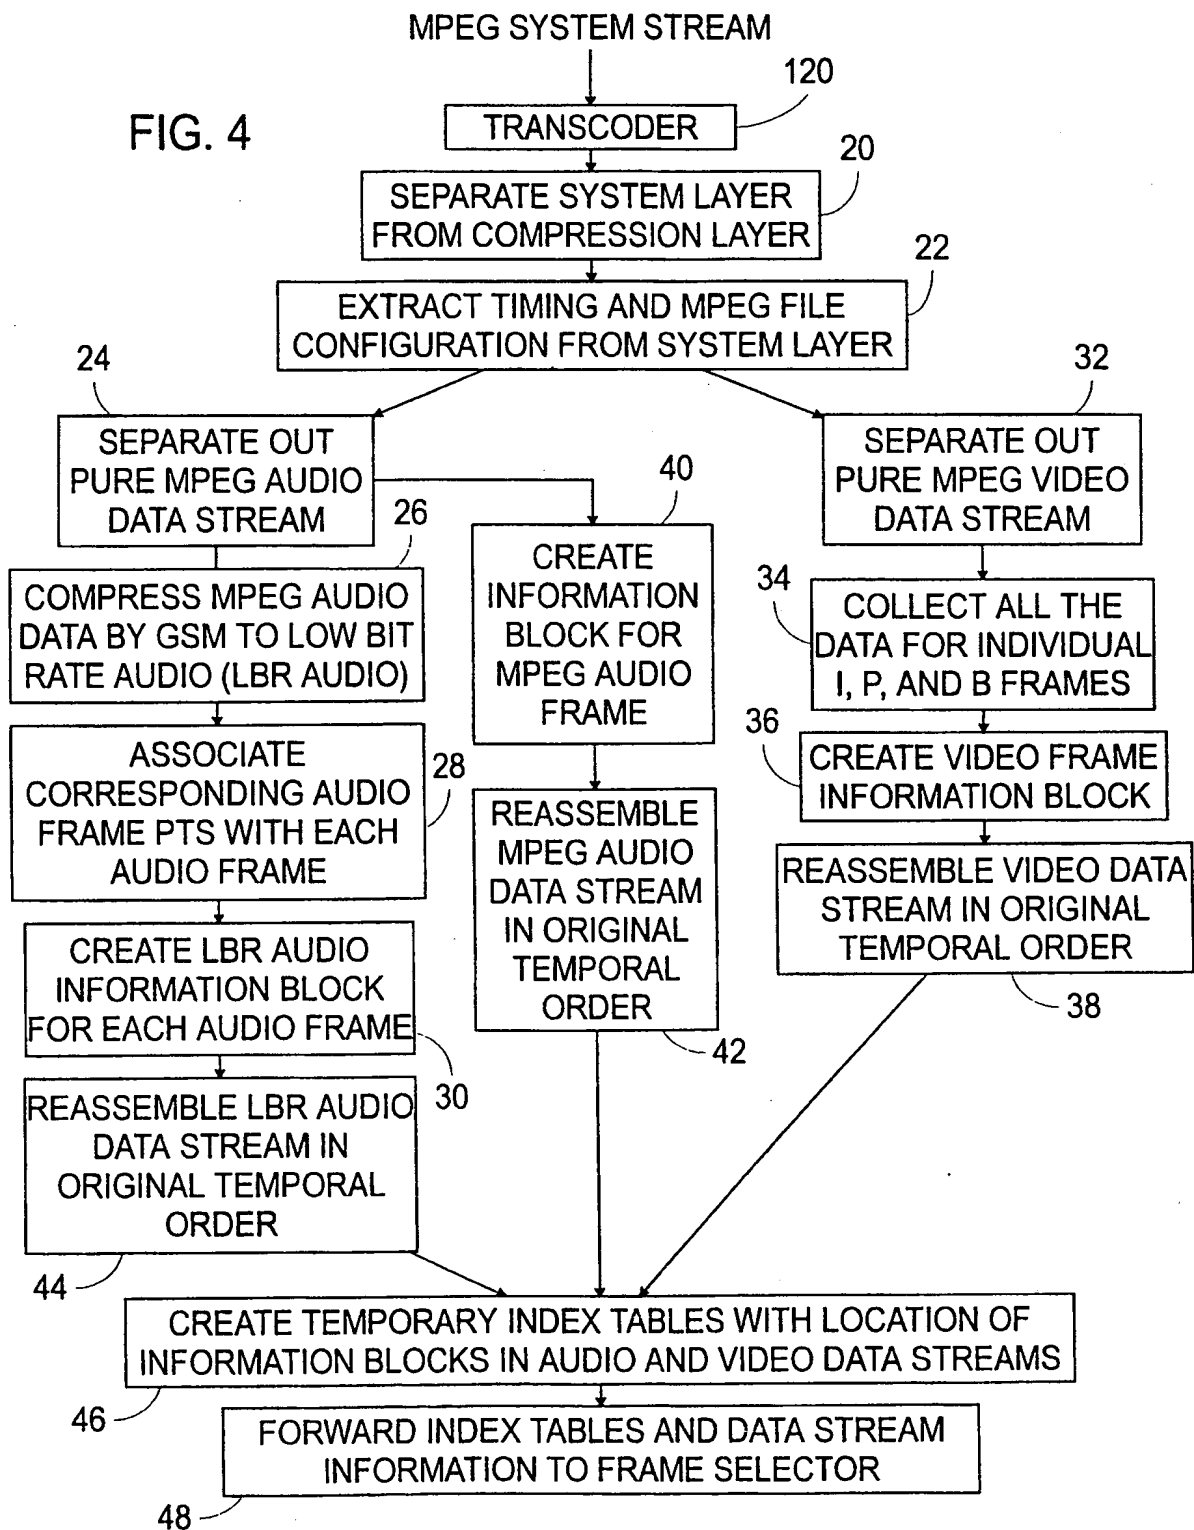 MPEG SYSTEM STREAM
120
FIG. 4
TRANSCODER
20
SEPARATE SYSTEM LAYER
FROM COMPRESSION LAYER
22
EXTRACT TIMING AND MPEG FILE
CONFIGURATION FROM SYSTEM LAYER
24
SEPARATE OUT
PURE MPEG AUDIO
DATA STREAM
26
COMPRESS MPEG AUDIO
DATA BY GSM TO LOW BIT
RATE AUDIO (LBR AUDIO)
ASSOCIATE
CORRESPONDING AUDIO
FRAME PTS WITH EACH
AUDIO FRAME
28
CREATE LBR AUDIO
INFORMATION BLOCK
FOR EACH AUDIO FRAME
30
REASSEMBLE LBR AUDIO
DATA STREAM IN
ORIGINAL TEMPORAL
ORDER
44
40
CREATE
INFORMATION
BLOCK FOR
MPEG AUDIO
FRAME
REASSEMBLE
MPEG AUDIO
DATA STREAM
IN ORIGINAL
TEMPORAL
ORDER
42
32
SEPARATE OUT
PURE MPEG VIDEO
DATA STREAM
34
COLLECT ALL THE
DATA FOR INDIVIDUAL
I, P, AND B FRAMES
36
CREATE VIDEO FRAME
INFORMATION BLOCK
REASSEMBLE VIDEO DATA
STREAM IN ORIGINAL
TEMPORAL ORDER
38
CREATE TEMPORARY INDEX TABLES WITH LOCATION OF
INFORMATION BLOCKS IN AUDIO AND VIDEO DATA STREAMS
46
FORWARD INDEX TABLES AND DATA STREAM
INFORMATION TO FRAME SELECTOR
48